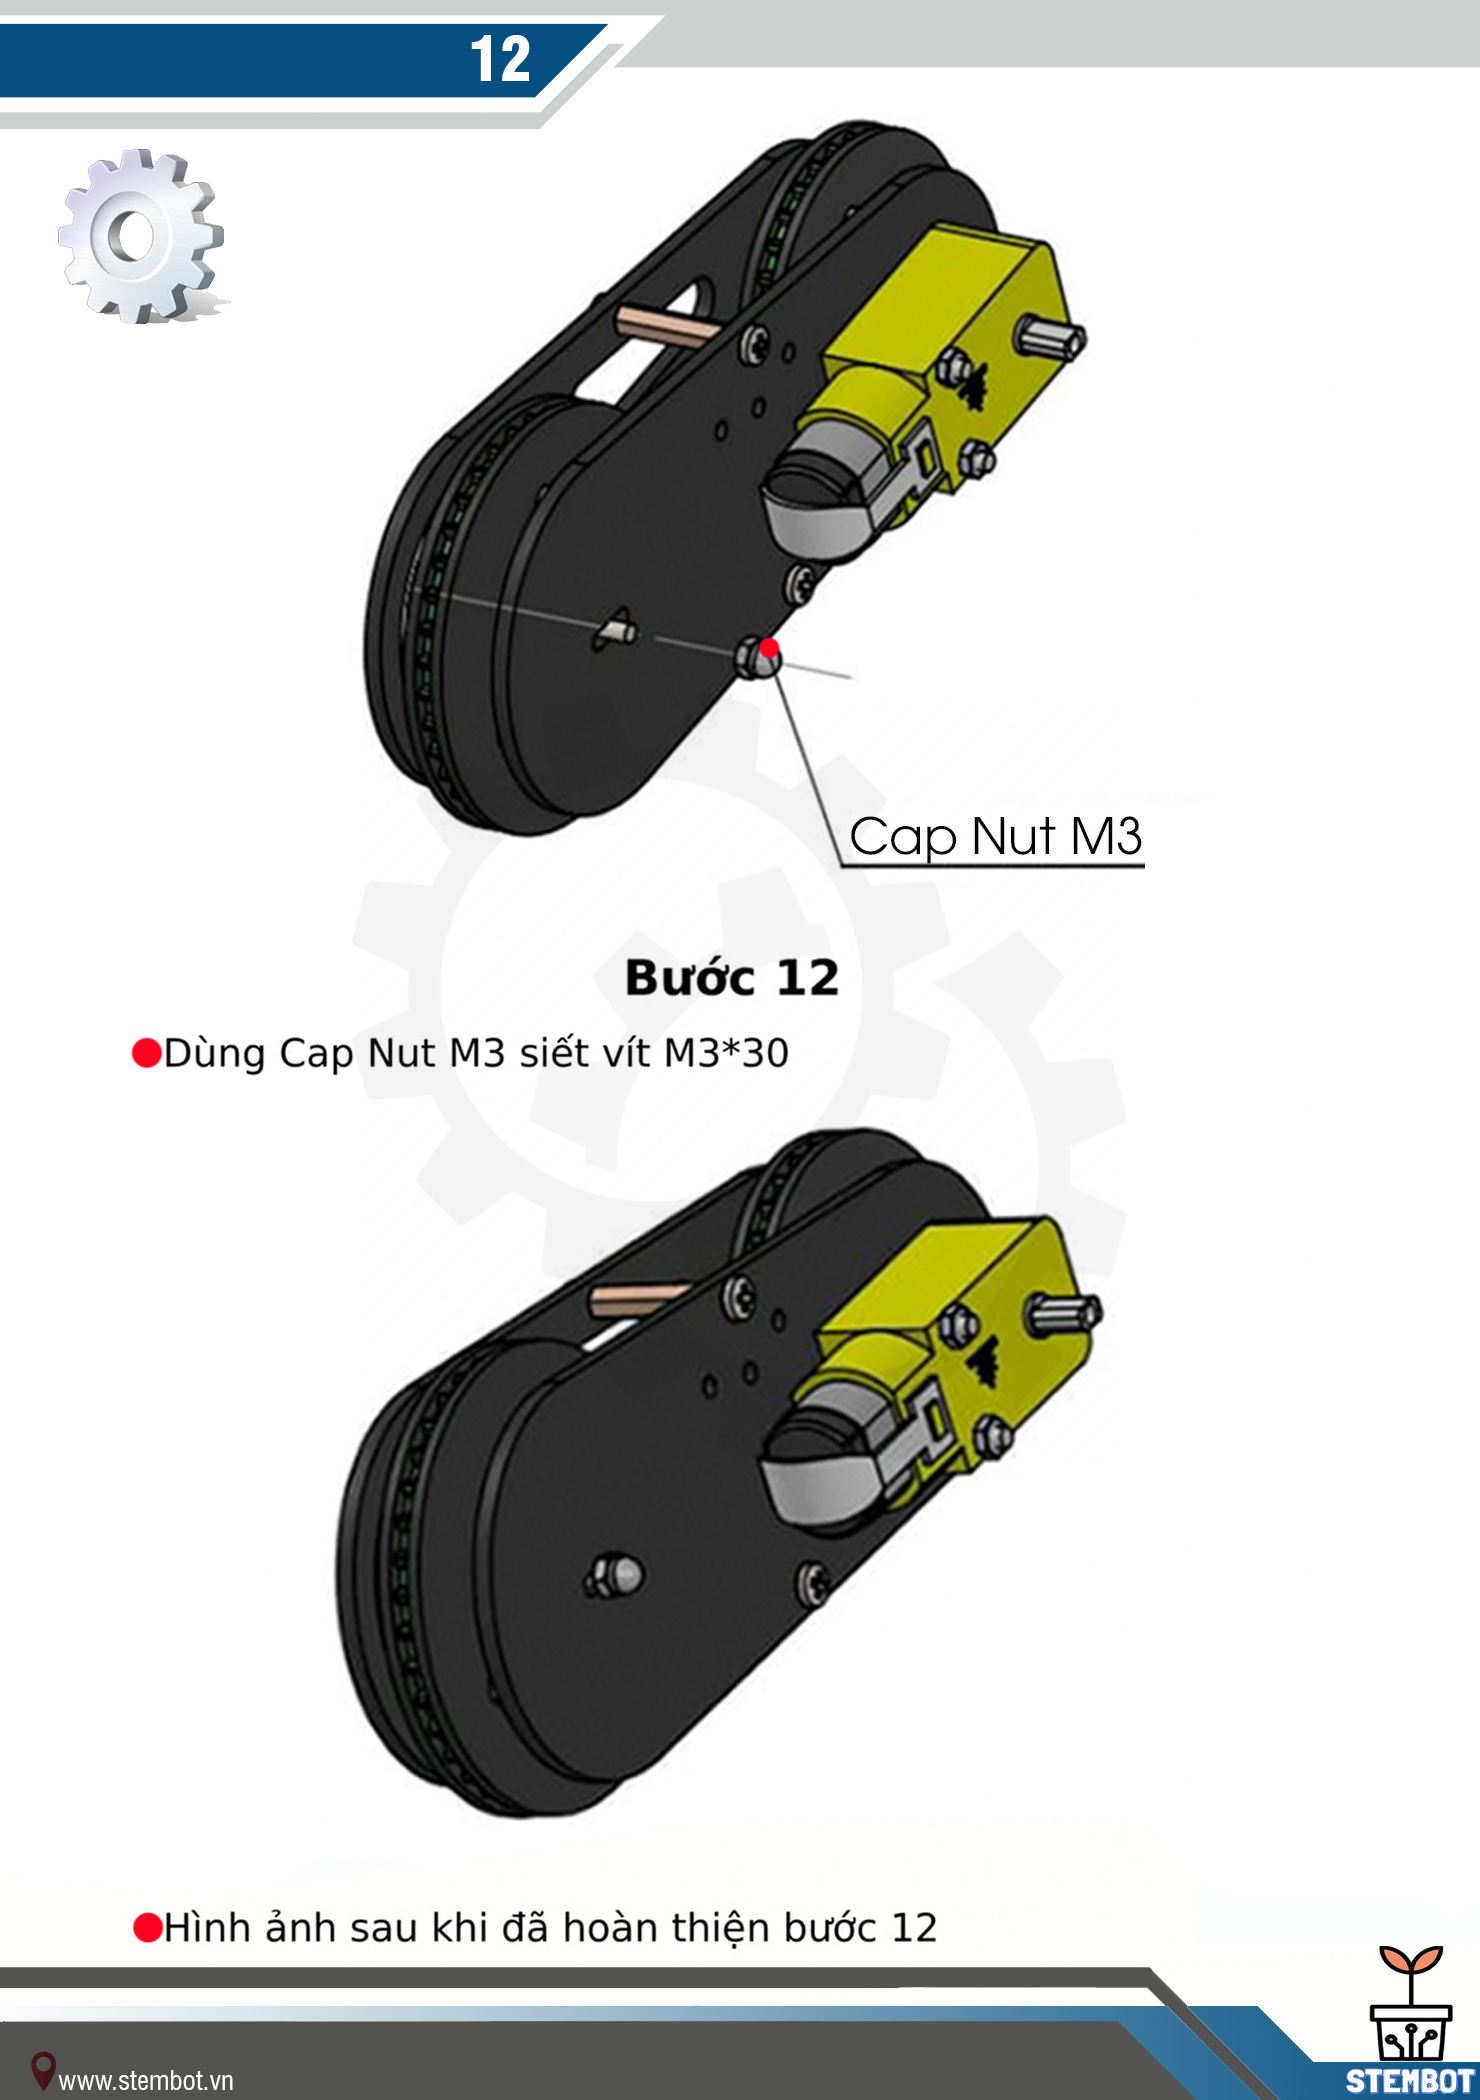 12
Cap Nut M3
Bước 12
Dùng Cap Nut M3 siết vít M3*30
Hình ảnh sau khi đã hoàn thiện bước 12
www.stembot.vn
STEMBOT